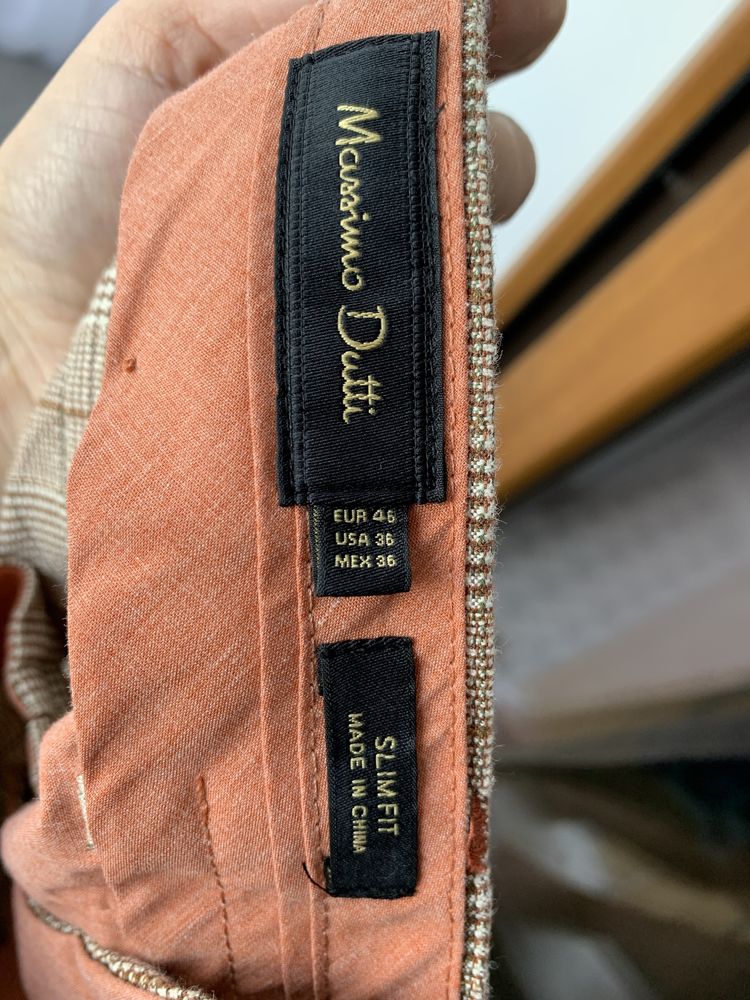 Massimo Dutti
EUR 46
USA 36
MEX 36
SLIM FIT
MADE IN CHINA